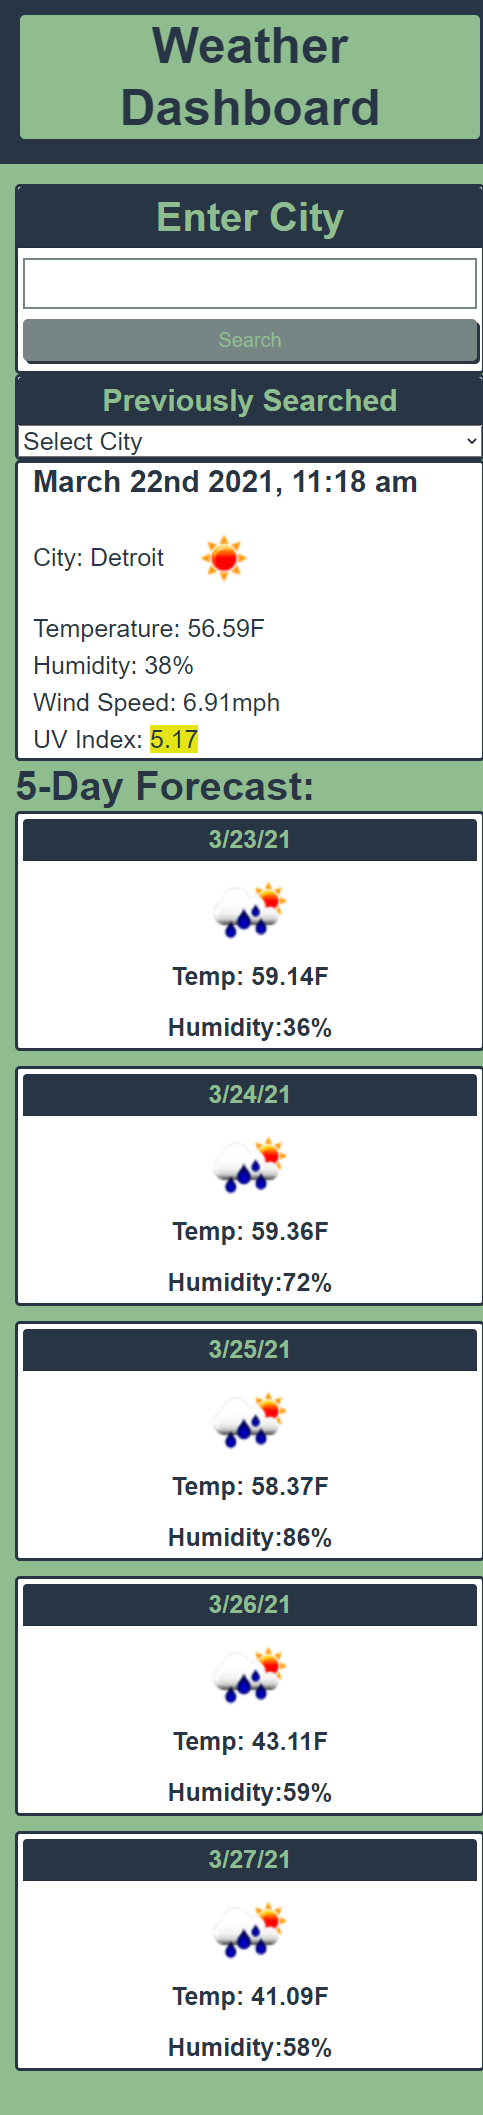 Weather
Dashboard
Enter City
Search
Previously Searched
Select City
March 22nd 2021, 11:18 am
City: Detroit
Temperature: 56.59F
Humidity: 38%
Wind Speed: 6.91mph
UV Index: 5.17
5-Day Forecast:
3/23/21
Temp: 59.14F
Humidity:36%
3/24/21
Temp: 59.36F
Humidity:72%
3/25/21
Temp: 58.37F
Humidity:86%
3/26/21
Temp: 43.11F
Humidity:59%
3/27/21
Temp: 41.09F
Humidity:58%